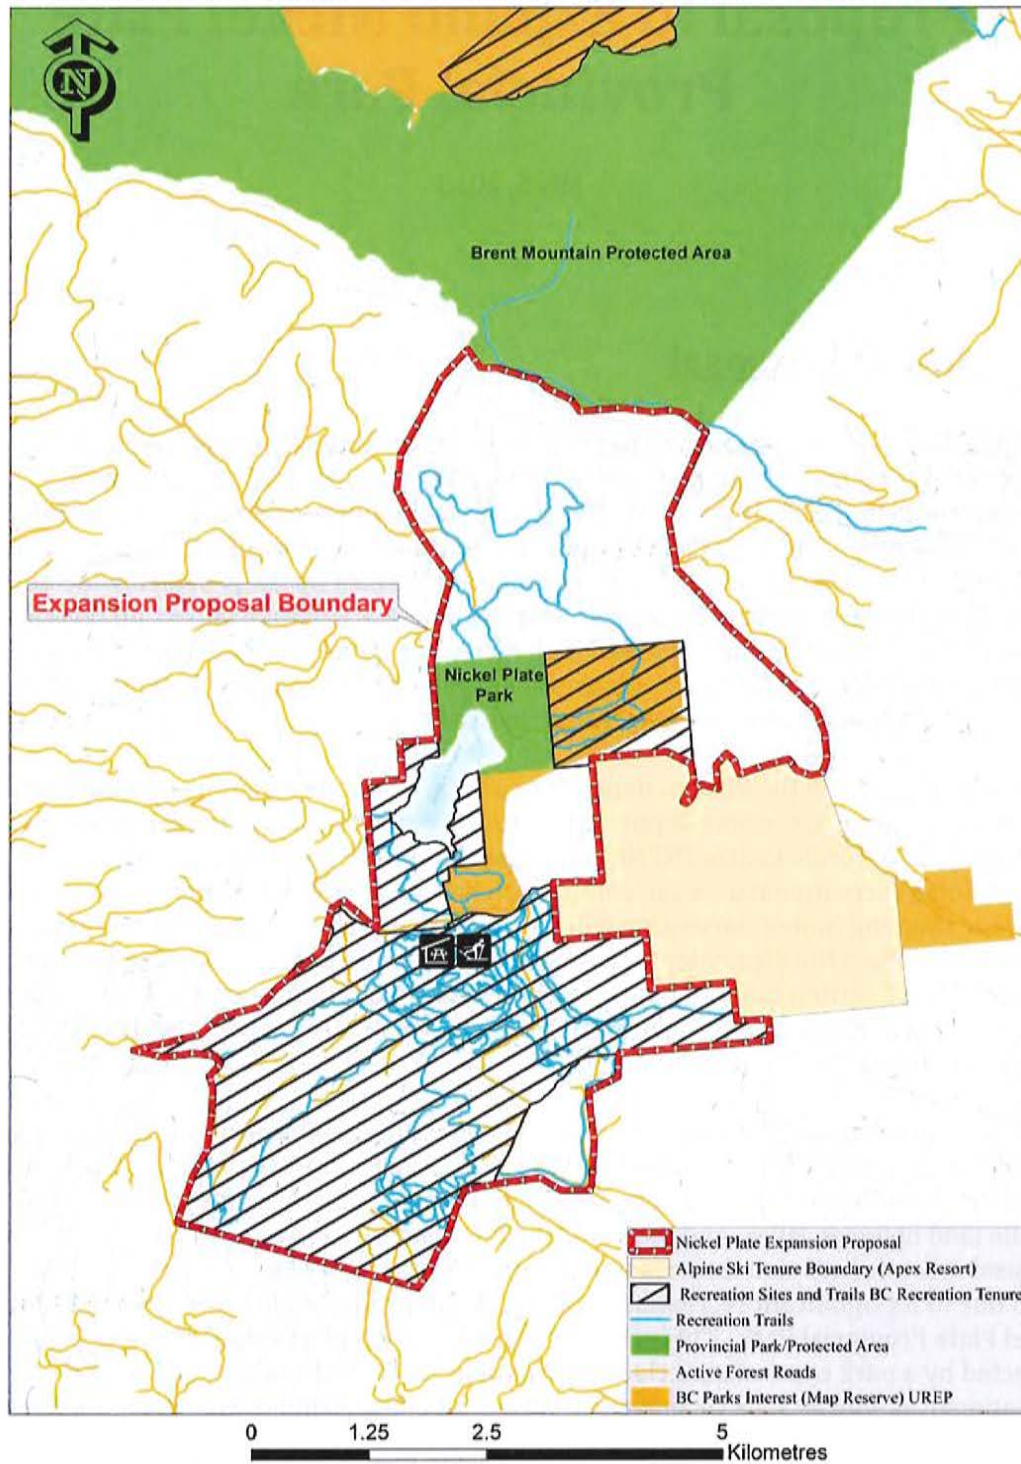 N
Brent Mountain Protected Area
Expansion Proposal Boundary
Nickel Plate
Park
Nickel Plate Expansion Proposal
Alpine Ski Tenure Boundary (Apex Resort)
Recreation Sites and Trails BC Recreation Tenure
Recreation Trails
Provincial Park/Protected Area
Active Forest Roads
BC Parks Interest (Map Reserve) UREP
0 1.25 2.5 5
Kilometres